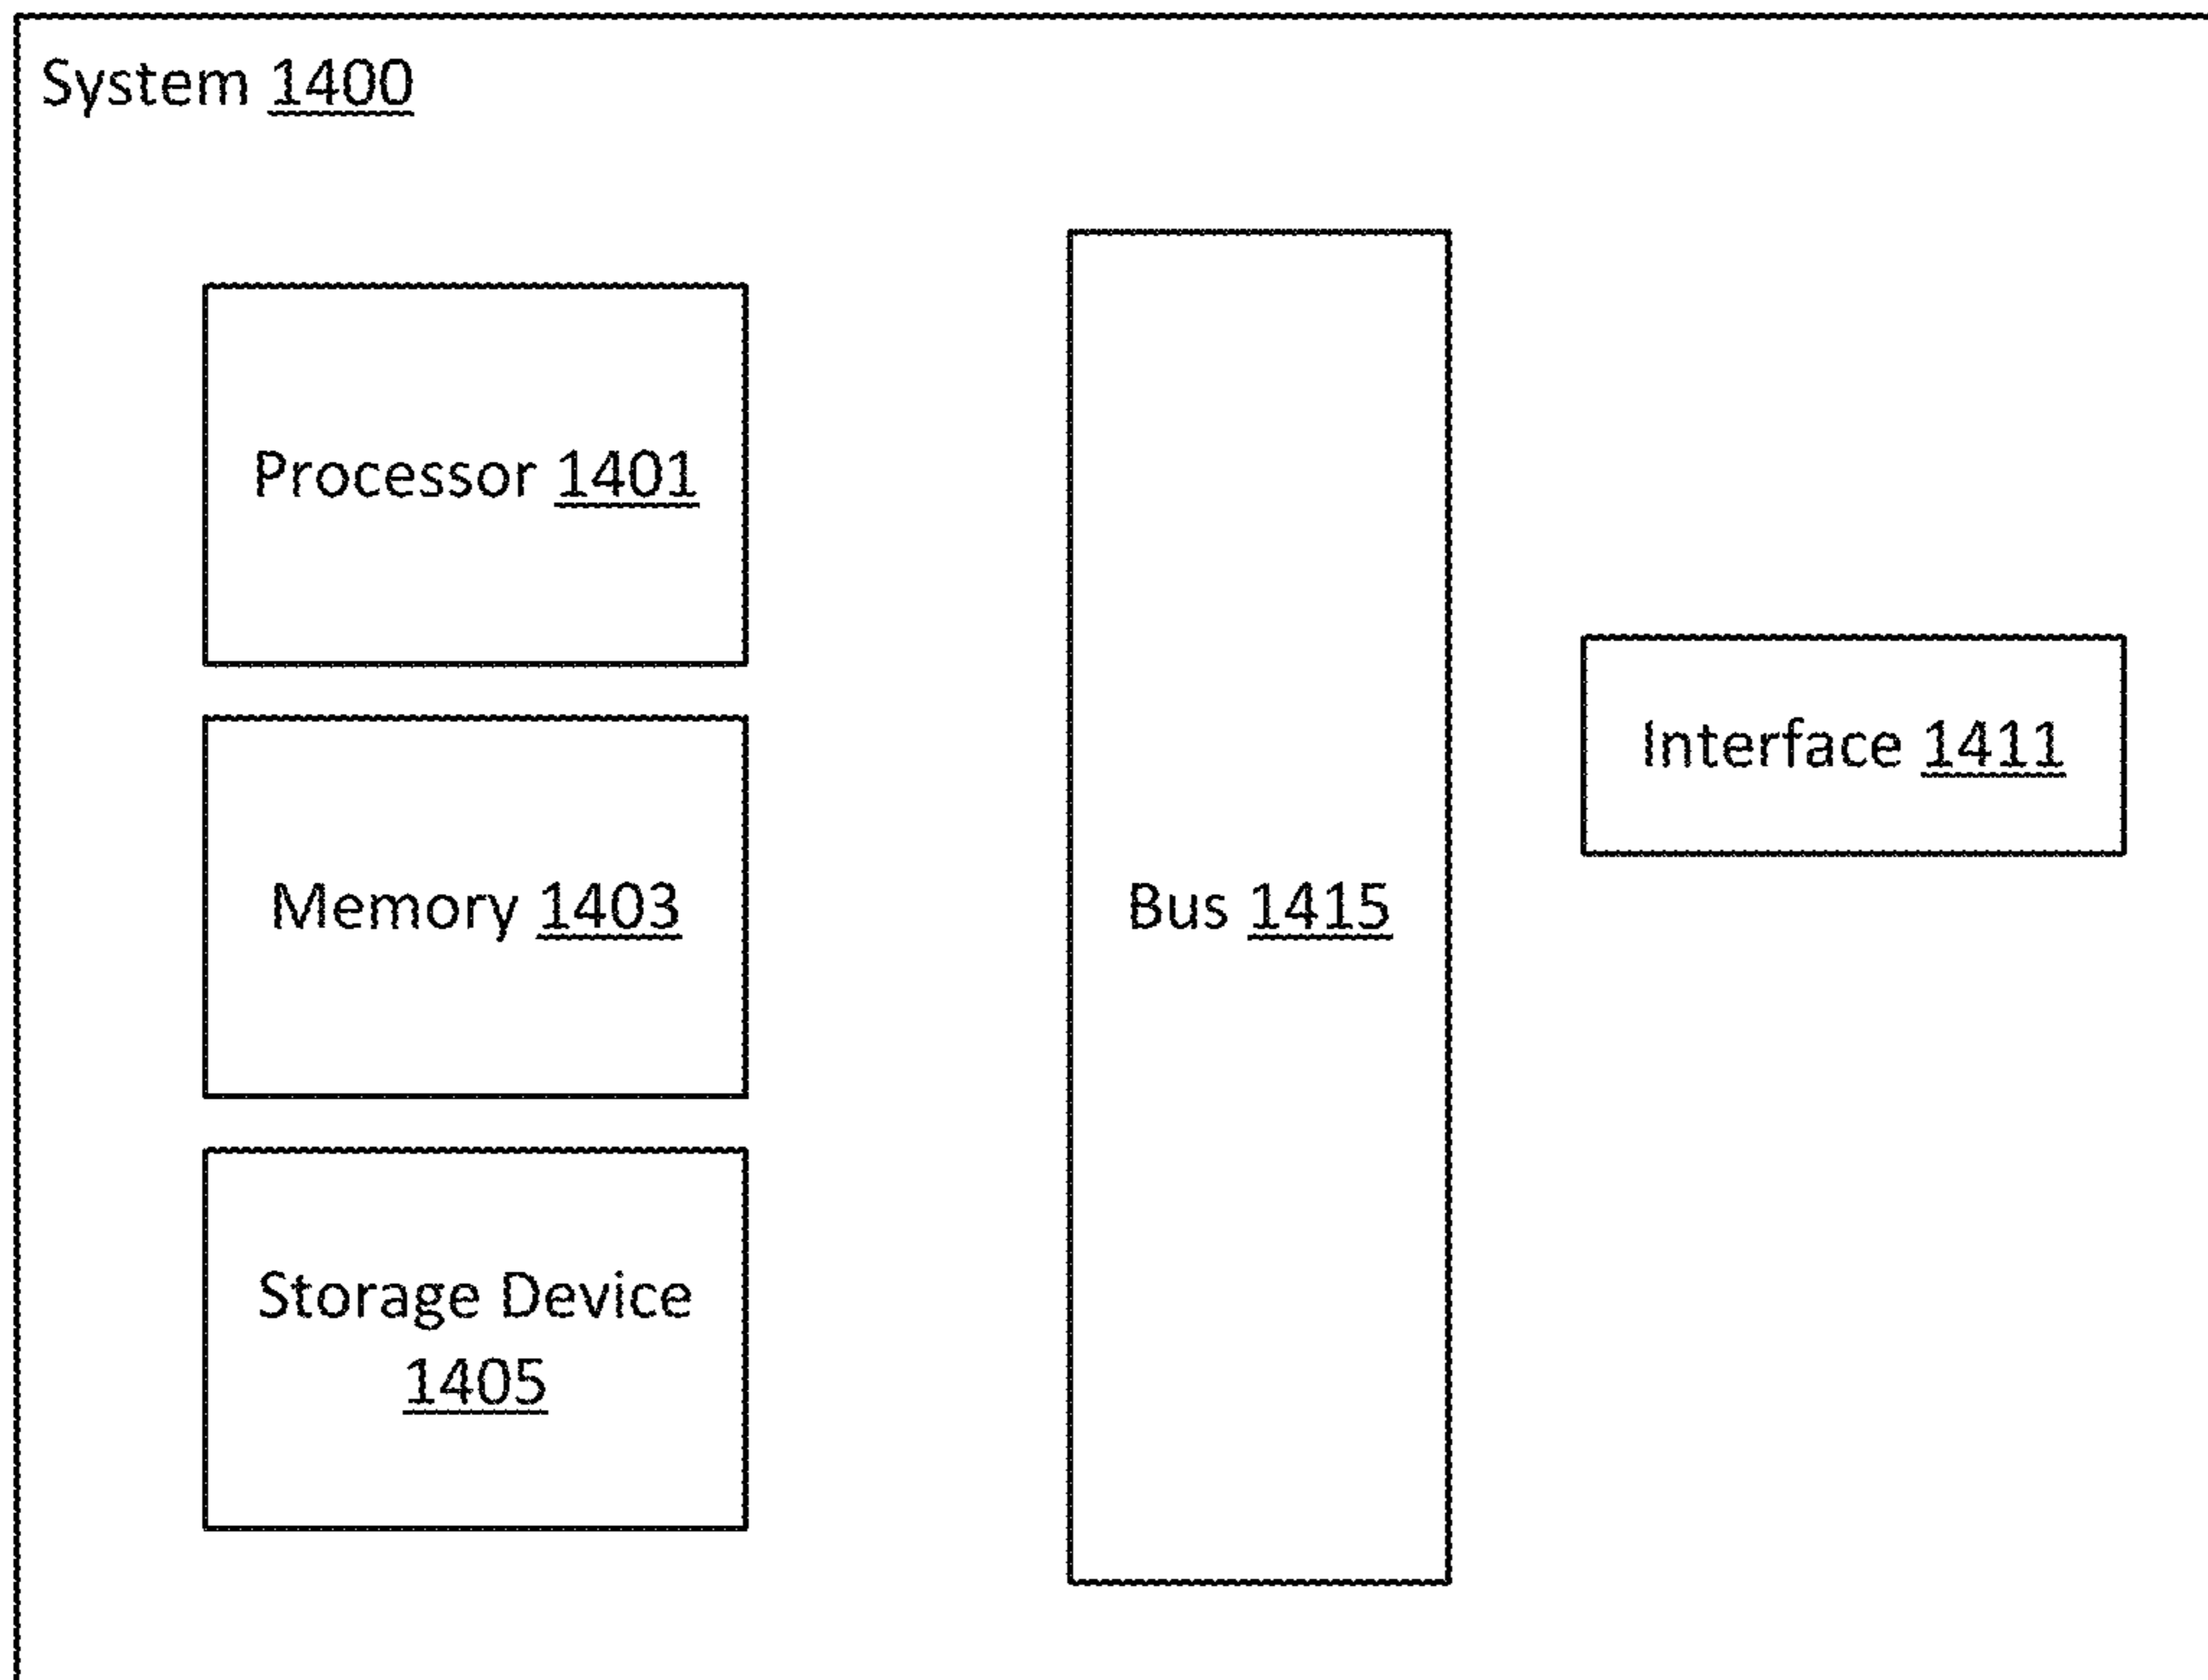 System 1400
Processor 1401
Interface 1411
Memory 1403
Bus 1415
Storage Device
1405